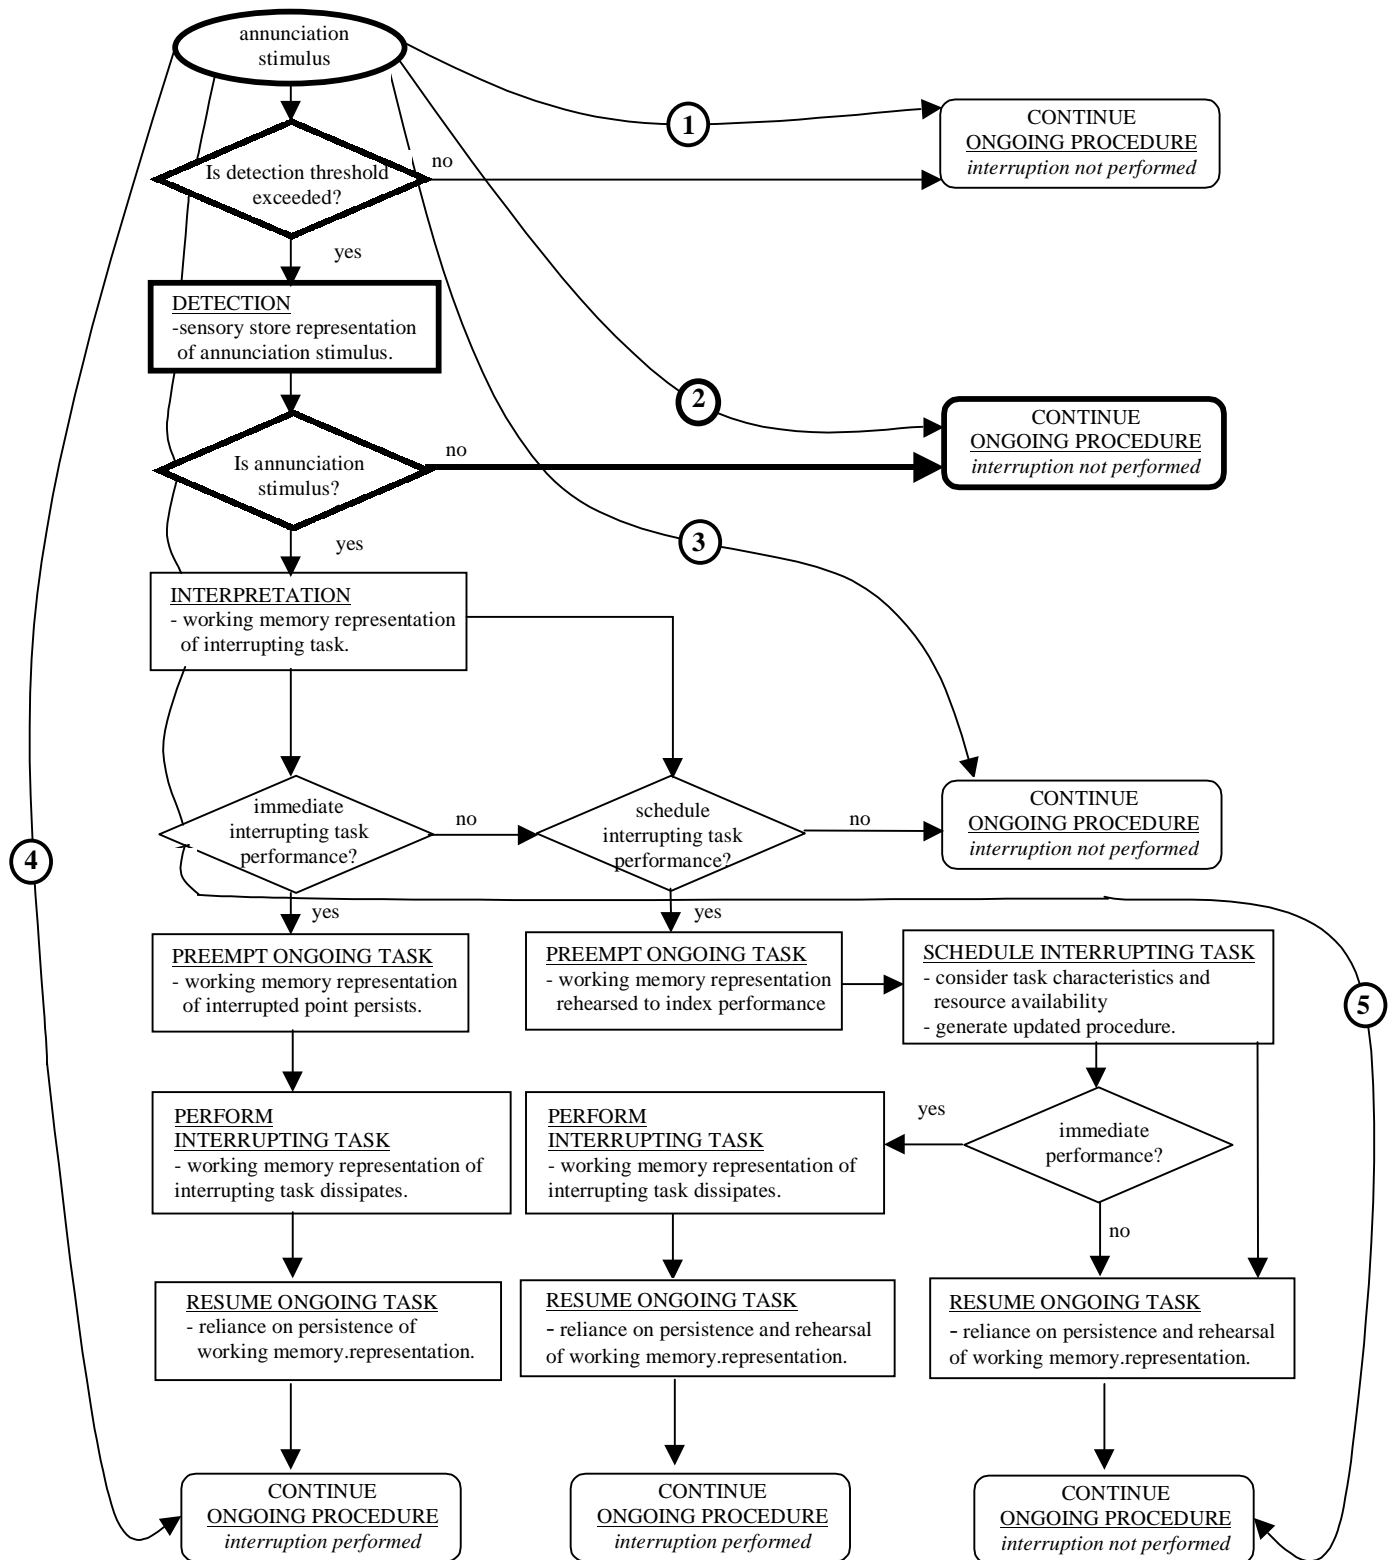 annunciation
stimulus
1
CONTINUE
ONGOING PROCEDURE
interruption not performed
no
Is detection threshold
exceeded?
yes
DETECTION
-sensory store representation
of annunciation stimulus.
2
CONTINUE
ONGOING PROCEDURE
interruption not performed
no
Is annunciation
stimulus?
yes
3
INTERPRETATION
- working memory representation
of interrupting task.
immediate
interrupting task
performance?
no
schedule
interrupting task
performance?
no
CONTINUE
ONGOING PROCEDURE
interruption not performed
4
yes
yes
PREEMPT ONGOING TASK
- working memory representation
of interrupted point persists.
PREEMPT ONGOING TASK
- working memory representation
rehearsed to index performance
SCHEDULE INTERRUPTING TASK
- consider task characteristics and
resource availability
- generate updated procedure.
5
PERFORM
INTERRUPTING TASK
- working memory representation of
interrupting task dissipates.
PERFORM
INTERRUPTING TASK
- working memory representation of
interrupting task dissipates.
yes
immediate
performance?
no
RESUME ONGOING TASK
- reliance on persistence of
working memory.representation.
RESUME ONGOING TASK
- reliance on persistence and rehearsal
of working memory.representation.
RESUME ONGOING TASK
- reliance on persistence and rehearsal
of working memory.representation.
CONTINUE
ONGOING PROCEDURE
interruption performed
CONTINUE
ONGOING PROCEDURE
interruption performed
CONTINUE
ONGOING PROCEDURE
interruption not performed